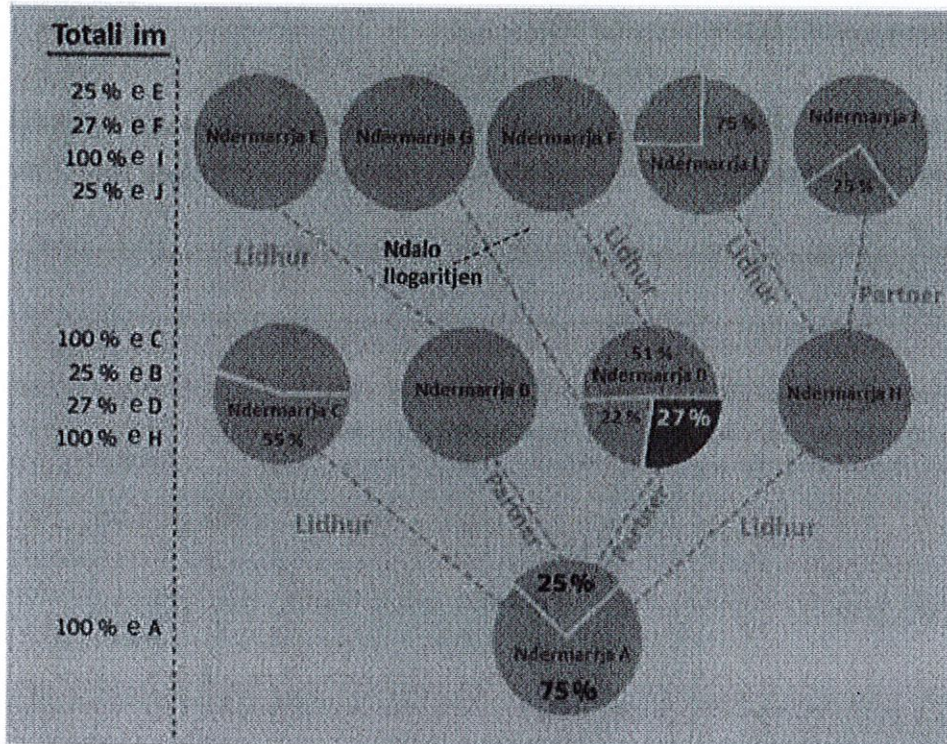 Totali im
25 % e E
27 % e F
100 % e I
25 % e J
Ndermarrja E
Ndermarrja G
Ndermarrja F
75 %
Ndermarrja I
Ndermarrja J
25 %
Lidhur
Ndalo
llogaritjen
Lidhur
Lidhur
Partner
100 % e C
25 % e B
27 % e D
100 % e H
Ndermarrja C
55 %
Ndermarrja B
51 %
Ndermarrja D
22 %
27 %
Ndermarrja H
Lidhur
Partner
Partner
Lidhur
100 % e A
25 %
Ndermarrja A
75 %